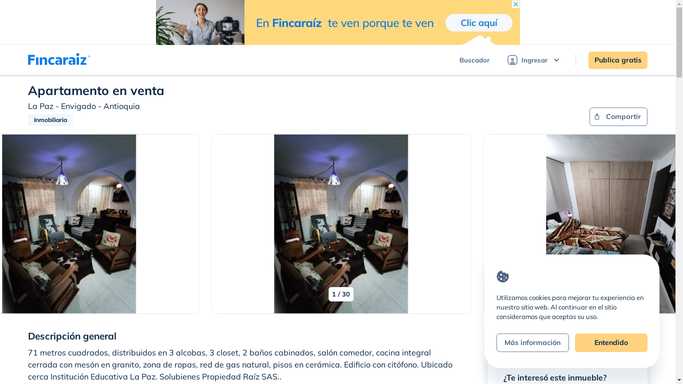 En Fincaraíz te ven porque te ven
Clic aquí
Fincaraiz
Buscador
Ingresar
Publica gratis
Apartamento en venta
La Paz - Envigado - Antioquia
Inmobiliaria
Compartir
1 / 30
Utilizamos cookies para mejorar tu experiencia en
nuestro sitio web. Al continuar en el sitio
consideramos que aceptas su uso.
Más información
Entendido
Descripción general
71 metros cuadrados, distribuidos en 3 alcobas, 3 closet, 2 baños cabinados, salón comedor, cocina integral
cerrada con mesón en granito, zona de ropas, red de gas natural, pisos en cerámica. Edificio con citófono. Ubicado
cerca Institución Educativa La Paz. Solubienes Propiedad Raíz SAS..
¿Te interesó este inmueble?